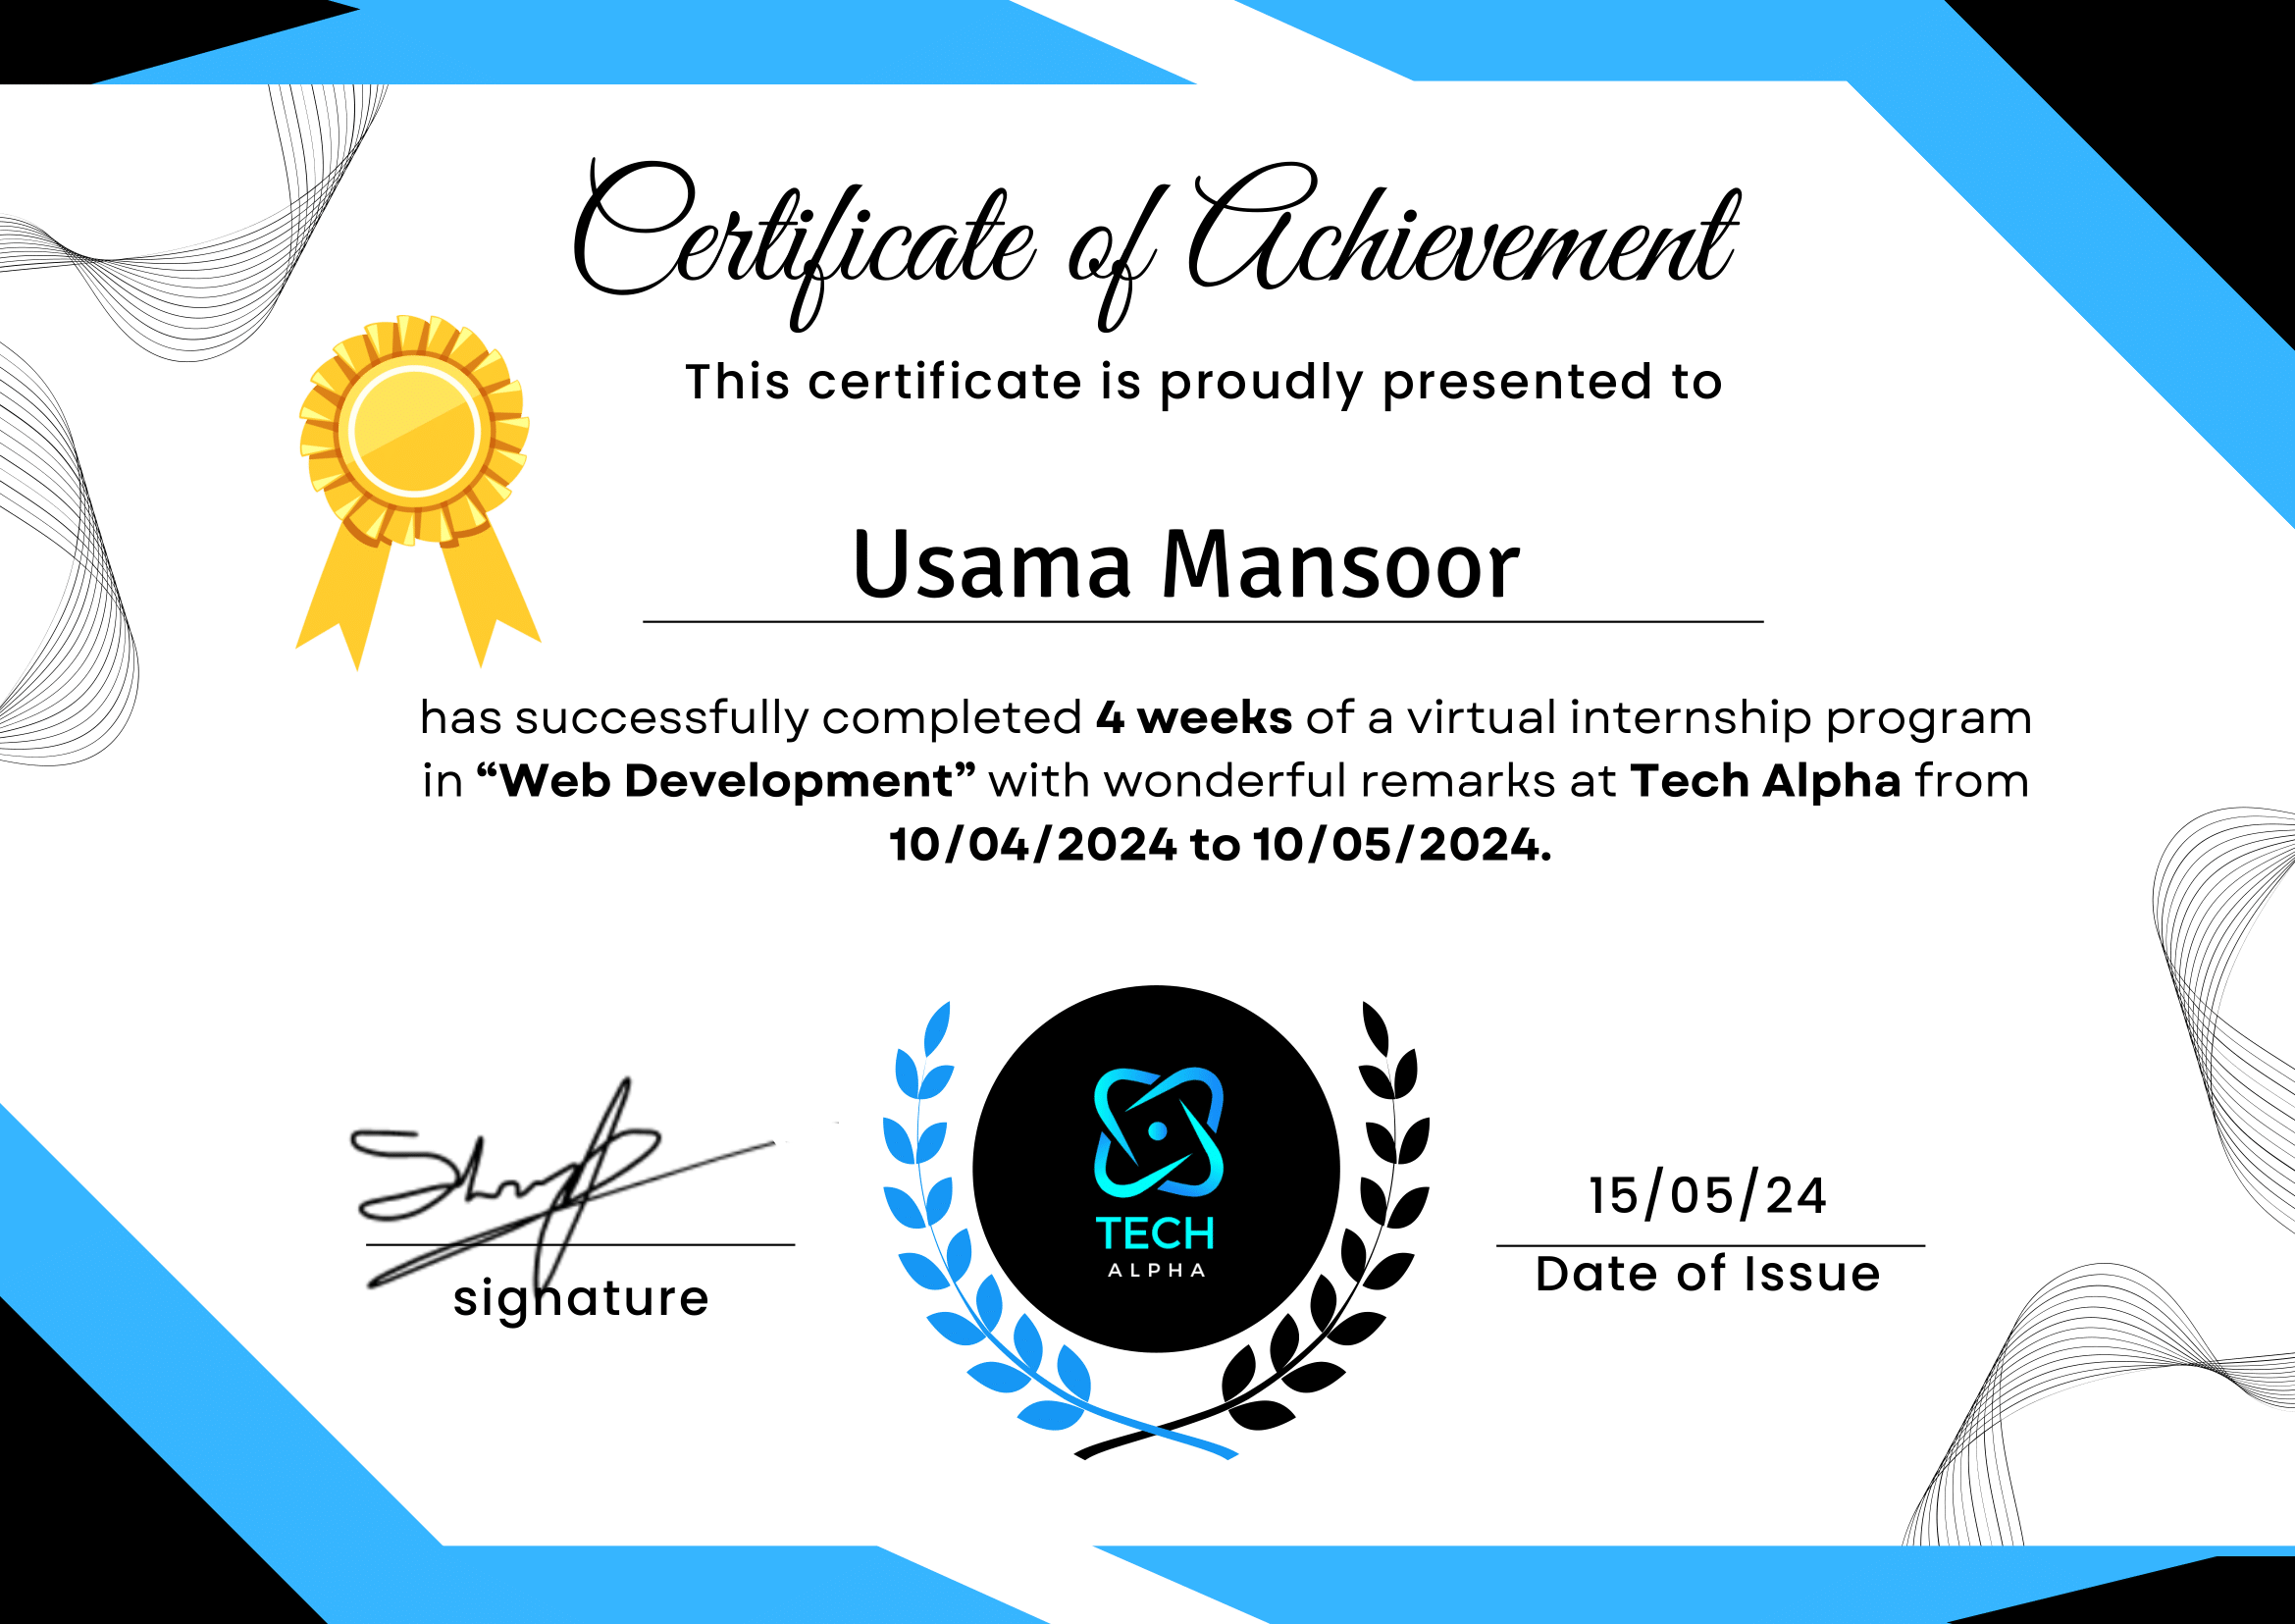 Certificate of Achievement
This certificate is proudly presented to
Usama Mansoor
has successfully completed 4 weeks of a virtual internship program
in “Web Development” with wonderful remarks at Tech Alpha from
10/04/2024 to 10/05/2024.
TECH
ALPHA
signature
15/05/24
Date of Issue